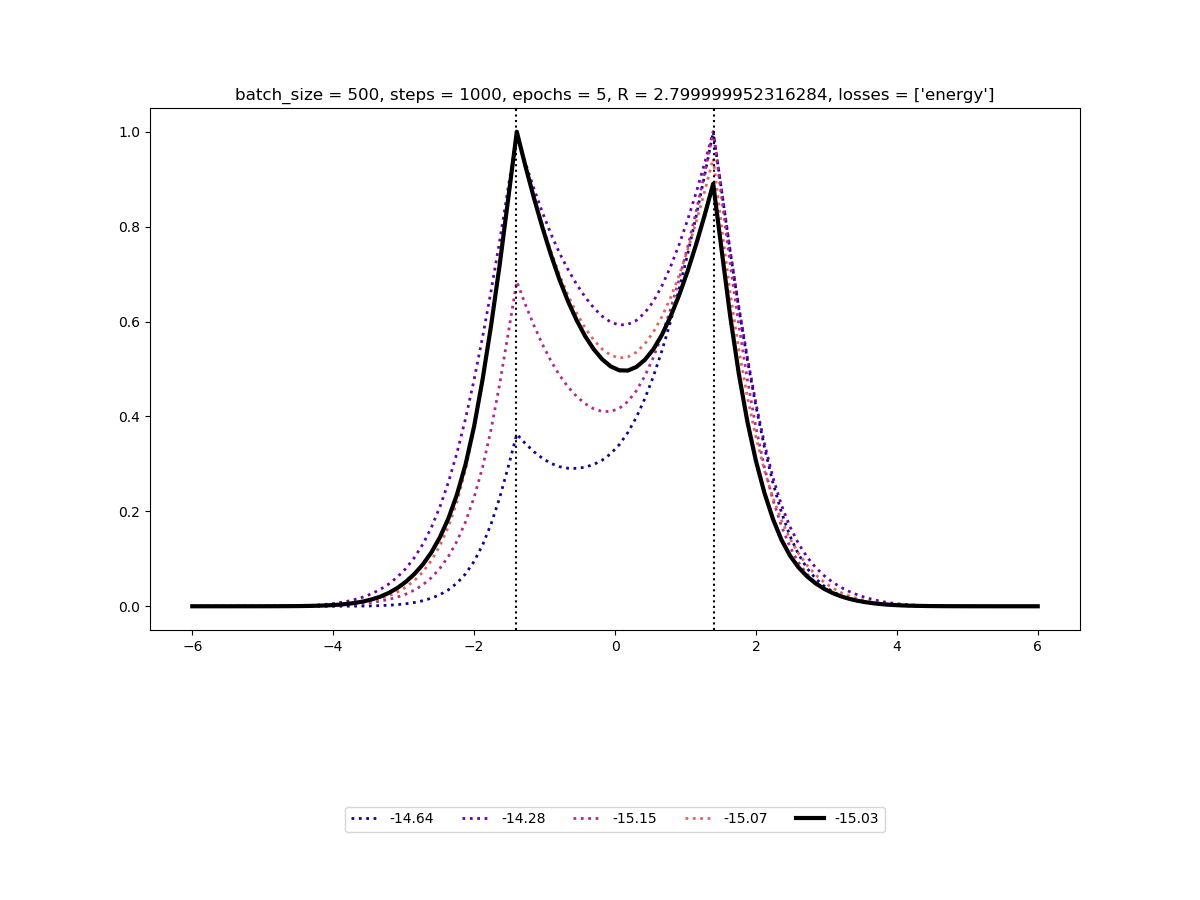 batch_size = 500, steps = 1000, epochs = 5, R = 2.799999952316284, losses = ['energy']
1.0
0.8
0.6
0.4
0.2
0.0
−6 −4 −2 0 2 4 6
-14.64 -14.28 -15.15 -15.07 -15.03